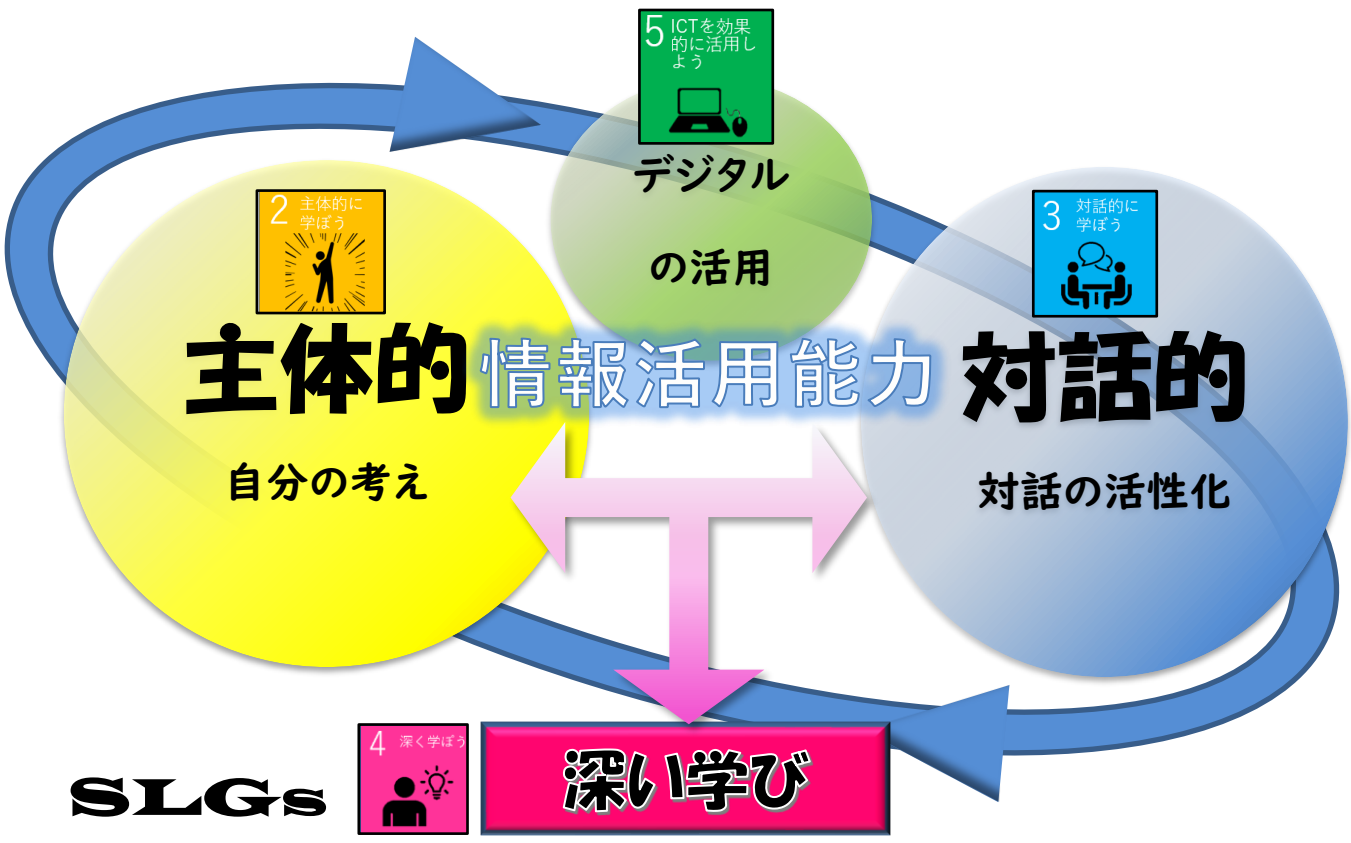 5 ICTを効果
的に活用し
よう
デジタル
の活用
2 主体的に
学ぼう
主体的
自分の考え
情報活用能力
3 対話的に
学ぼう
対話的
対話の活性化
SLGs
4 深く学ぼう
深い学び